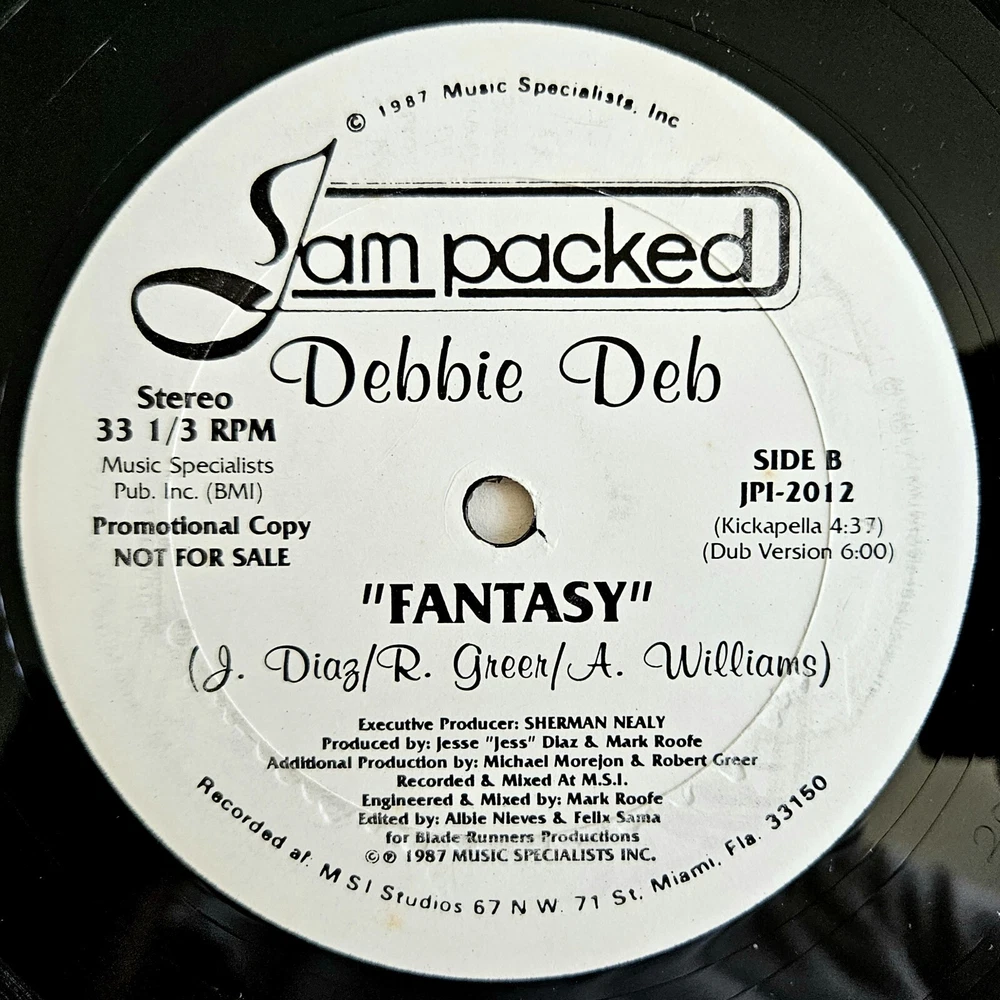 © 1987 Music Specialists, Inc
Jam packed
Debbie Deb
Stereo
33 1/3 RPM
Music Specialists
Pub. Inc. (BMI)
Promotional Copy
NOT FOR SALE
SIDE B
JPI-2012
(Kickapella 4:37)
(Dub Version 6:00)
"FANTASY"
(J. Diaz/R. Greer/A. Williams)
Executive Producer: SHERMAN NEALY
Produced by: Jesse "Jess" Diaz & Mark Roofe
Additional Production by: Michael Morejon & Robert Greer
Recorded & Mixed At M.S.I.
Engineered & Mixed by: Mark Roofe
Edited by: Albie Nieves & Felix Sama
for Blade Runners Productions
©℗ 1987 MUSIC SPECIALISTS INC.
Recorded at: M S I Studios 67 N W. 71 St. Miami, Fla. 33150